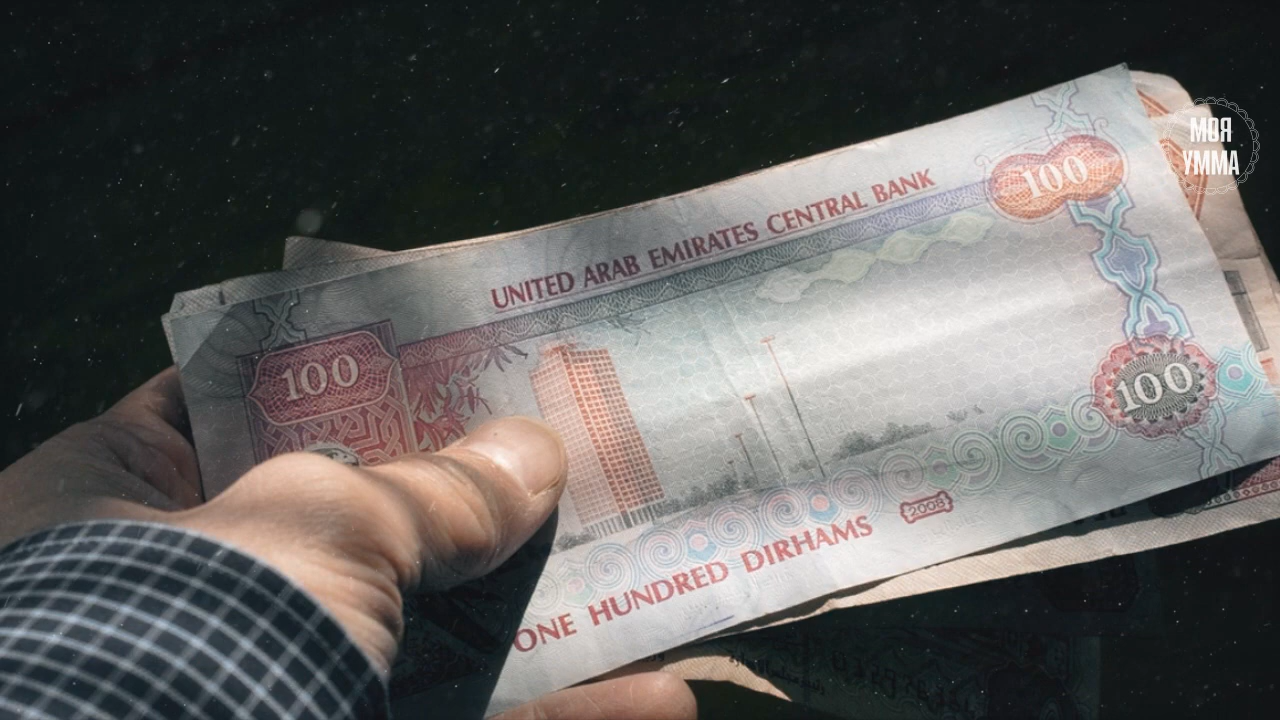 UNITED ARAB EMIRATES CENTRAL BANK
100
МОЯ
УММА
100
100
2008
ONE HUNDRED DIRHAMS